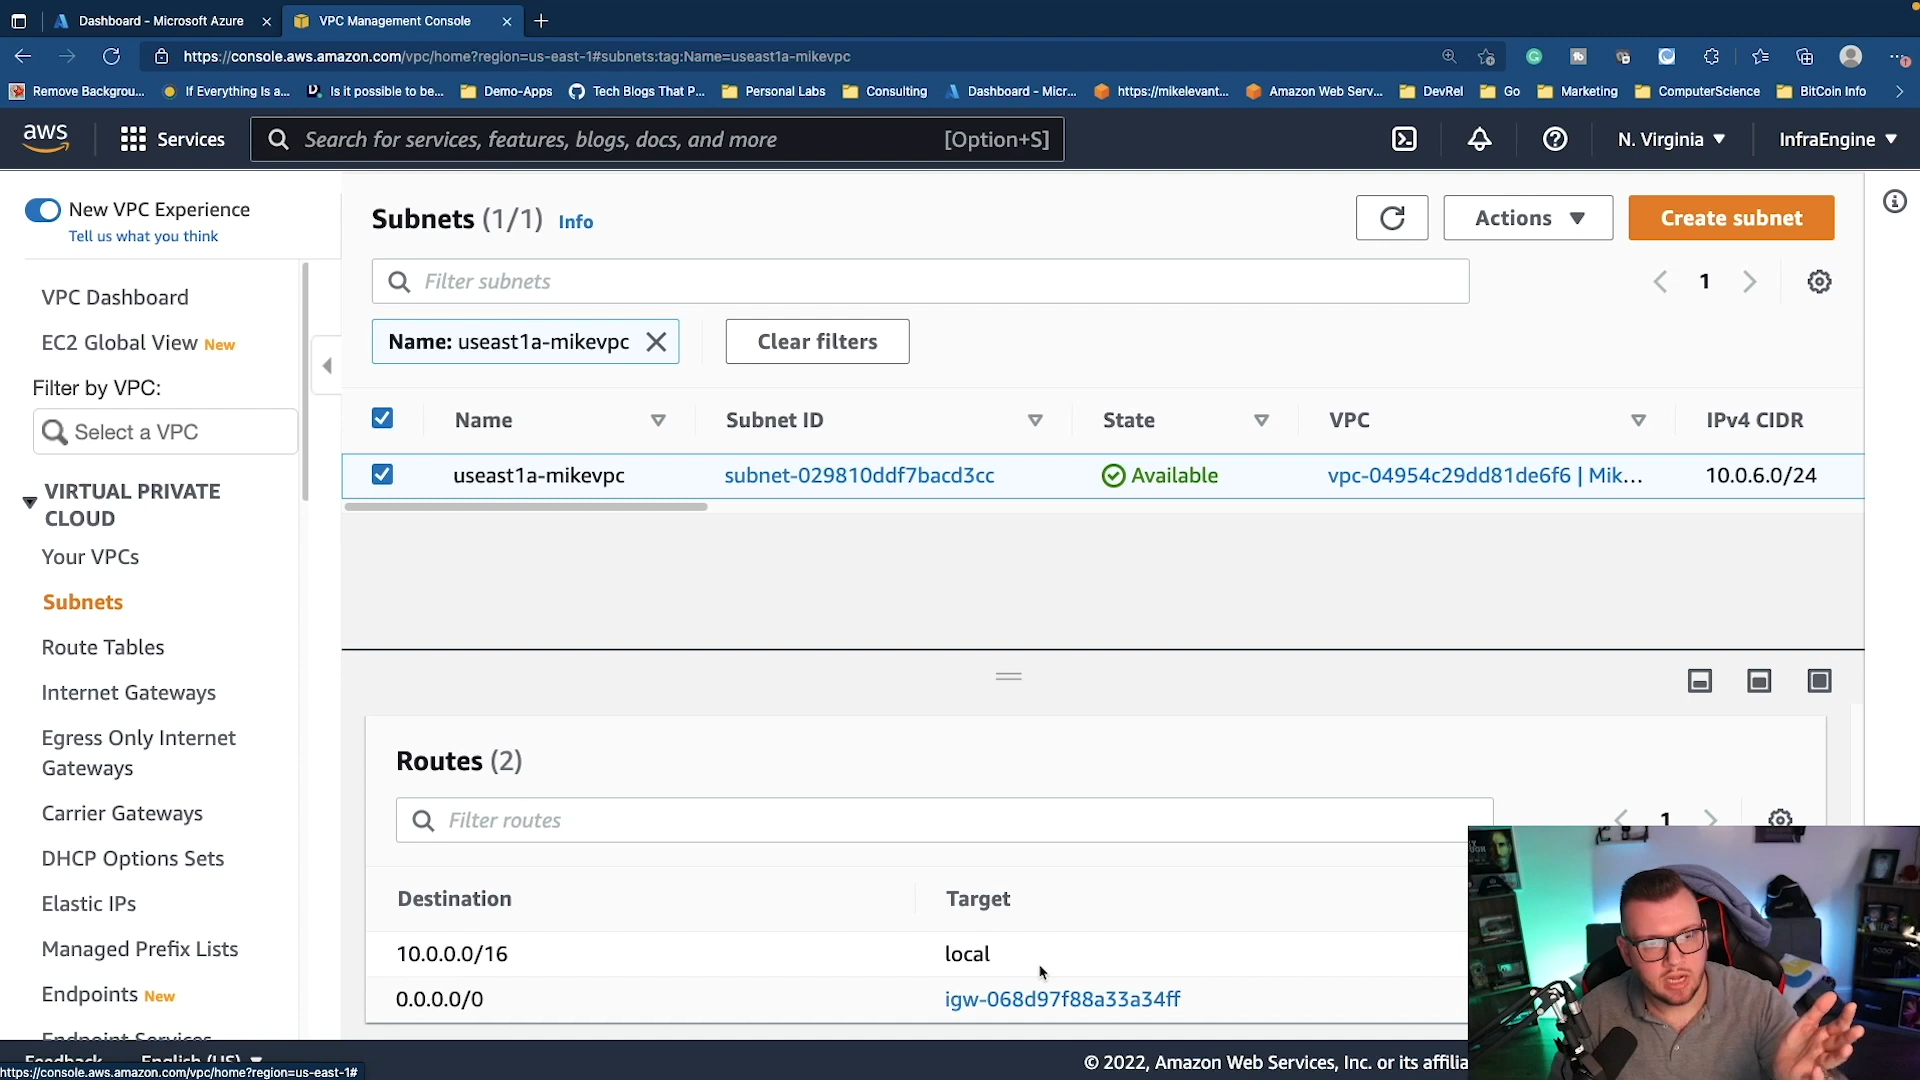 Dashboard - Microsoft Azure
VPC Management Console
https://console.aws.amazon.com/vpc/home?region=us-east-1#subnets:tag:Name=useast1a-mikevpc
Remove Backgrou...
If Everything Is a...
Is it possible to be...
Demo-Apps
Tech Blogs That P...
Personal Labs
Consulting
Dashboard - Micr...
https://mikelevant...
Amazon Web Serv...
DevRel
Go
Marketing
ComputerScience
BitCoin Info
aws
Services
Search for services, features, blogs, docs, and more
[Option+S]
N. Virginia
InfraEngine
New VPC Experience
Tell us what you think
VPC Dashboard
EC2 Global View New
Filter by VPC:
Select a VPC
VIRTUAL PRIVATE
CLOUD
Your VPCs
Subnets
Route Tables
Internet Gateways
Egress Only Internet
Gateways
Carrier Gateways
DHCP Options Sets
Elastic IPs
Managed Prefix Lists
Endpoints New
Endpoint Services
Subnets (1/1) Info
Actions
Create subnet
Filter subnets
1
Name: useast1a-mikevpc
Clear filters
Name
Subnet ID
State
VPC
IPv4 CIDR
useast1a-mikevpc
subnet-029810ddf7bacd3cc
Available
vpc-04954c29dd81de6f6 | Mik...
10.0.6.0/24
Routes (2)
Filter routes
1
Destination
Target
10.0.0.0/16
local
0.0.0.0/0
igw-068d97f88a33a34ff
Feedback
English (US)
© 2022, Amazon Web Services, Inc. or its affilia
https://console.aws.amazon.com/vpc/home?region=us-east-1#